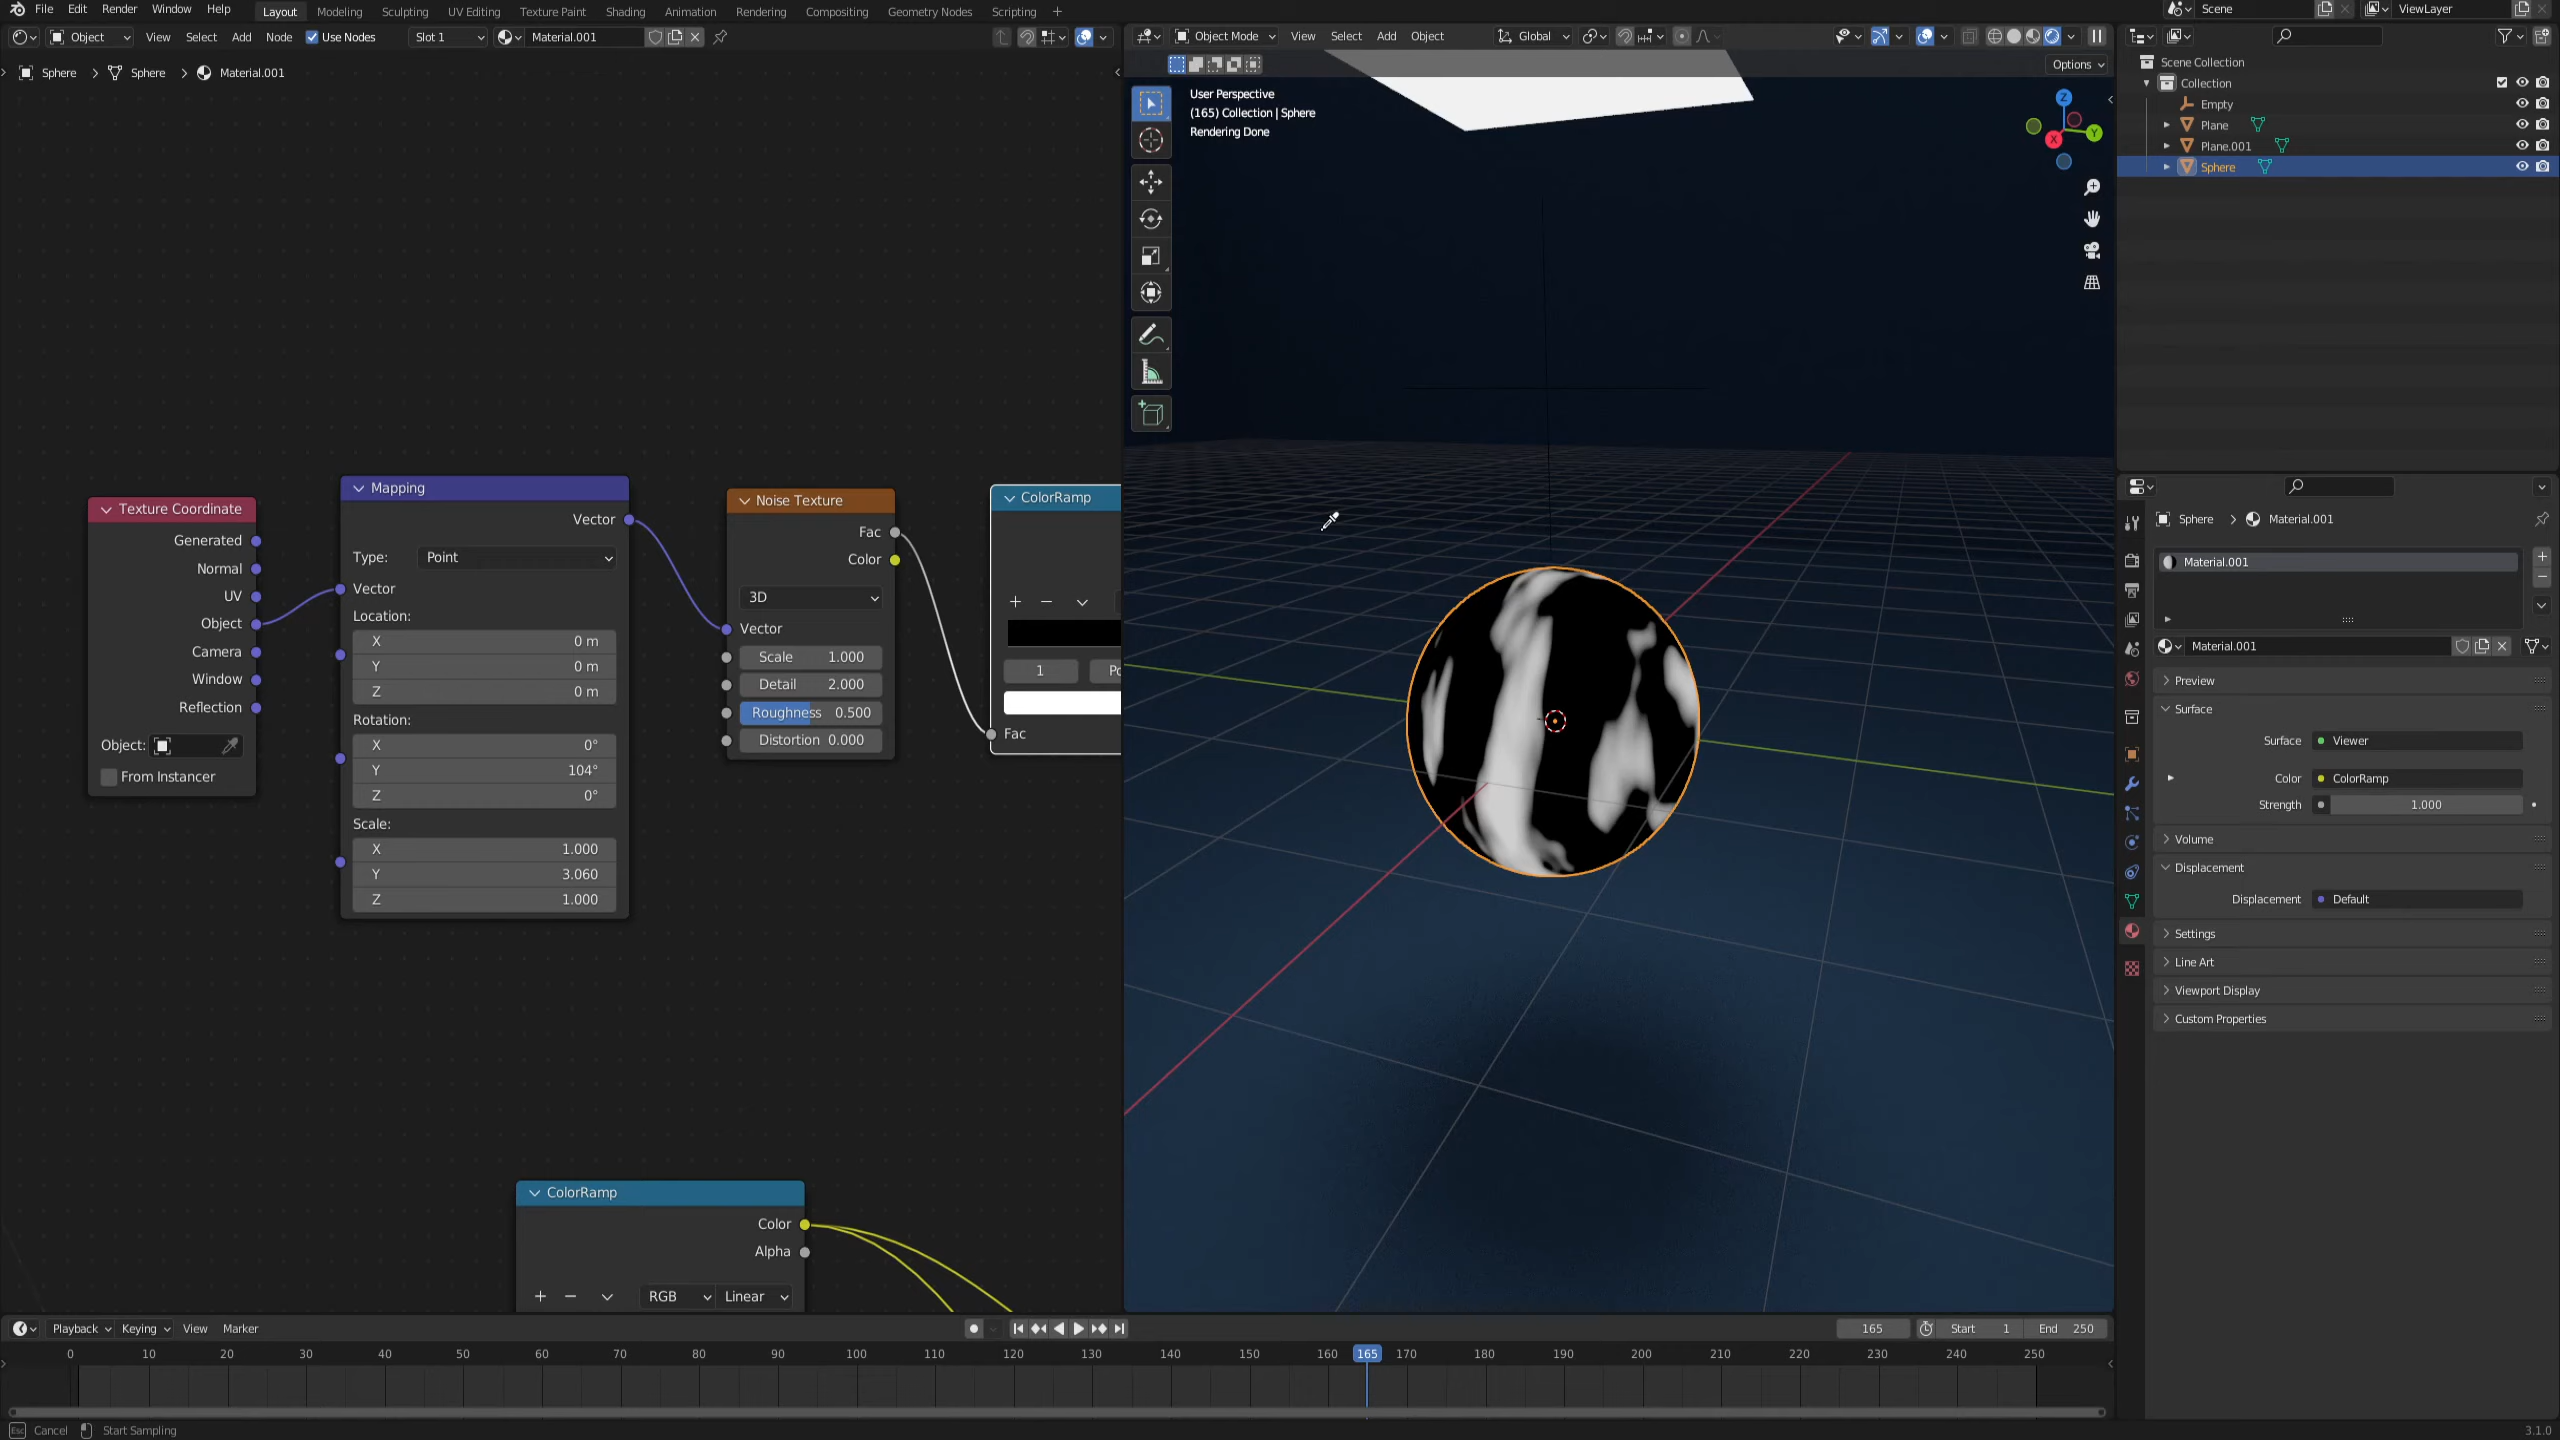 File Edit Render Window Help Layout Modeling Sculpting UV Editing Texture Paint Shading Animation Rendering Compositing Geometry Nodes Scripting + Scene ViewLayer
Object View Select Add Node Use Nodes Slot 1 Material.001
Object Mode View Select Add Object Global
Options
Sphere > Sphere > Material.001
User Perspective
(165) Collection | Sphere
Rendering Done
Z
Y
X
Scene Collection
Collection
Empty
Plane
Plane.001
Sphere
Texture Coordinate
Generated
Normal
UV
Object
Camera
Window
Reflection
Object:
From Instancer
Mapping
Vector
Type: Point
Vector
Location:
X 0 m
Y 0 m
Z 0 m
Rotation:
X 0°
Y 104°
Z 0°
Scale:
X 1.000
Y 3.060
Z 1.000
Noise Texture
Fac
Color
3D
Vector
Scale 1.000
Detail 2.000
Roughness 0.500
Distortion 0.000
ColorRamp
1 Po
Fac
ColorRamp
Color
Alpha
RGB Linear
Sphere > Material.001
Material.001
Material.001
Preview
Surface
Surface Viewer
Color ColorRamp
Strength 1.000
Volume
Displacement
Displacement Default
Settings
Line Art
Viewport Display
Custom Properties
Playback Keying View Marker 165 Start 1 End 250
0 10 20 30 40 50 60 70 80 90 100 110 120 130 140 150 160 165 170 180 190 200 210 220 230 240 250
Esc Cancel Start Sampling 3.1.0